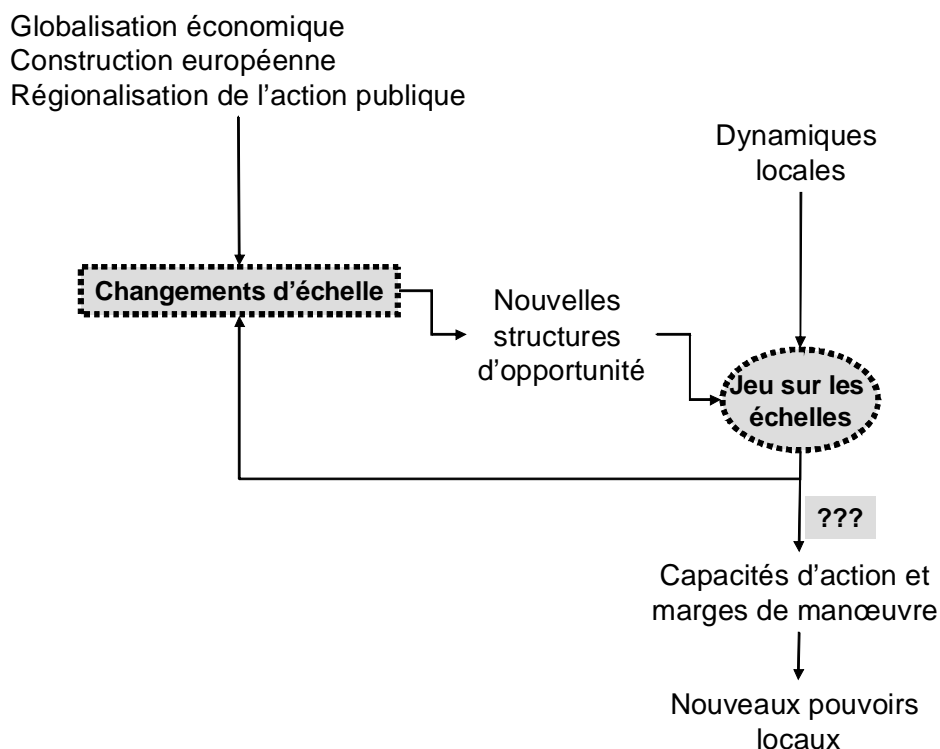 Globalisation économique
Construction européenne
Régionalisation de l’action publique
Dynamiques
locales
Changements d’échelle
Nouvelles
structures
d’opportunité
Jeu sur les
échelles
???
Capacités d’action et
marges de manœuvre
Nouveaux pouvoirs
locaux